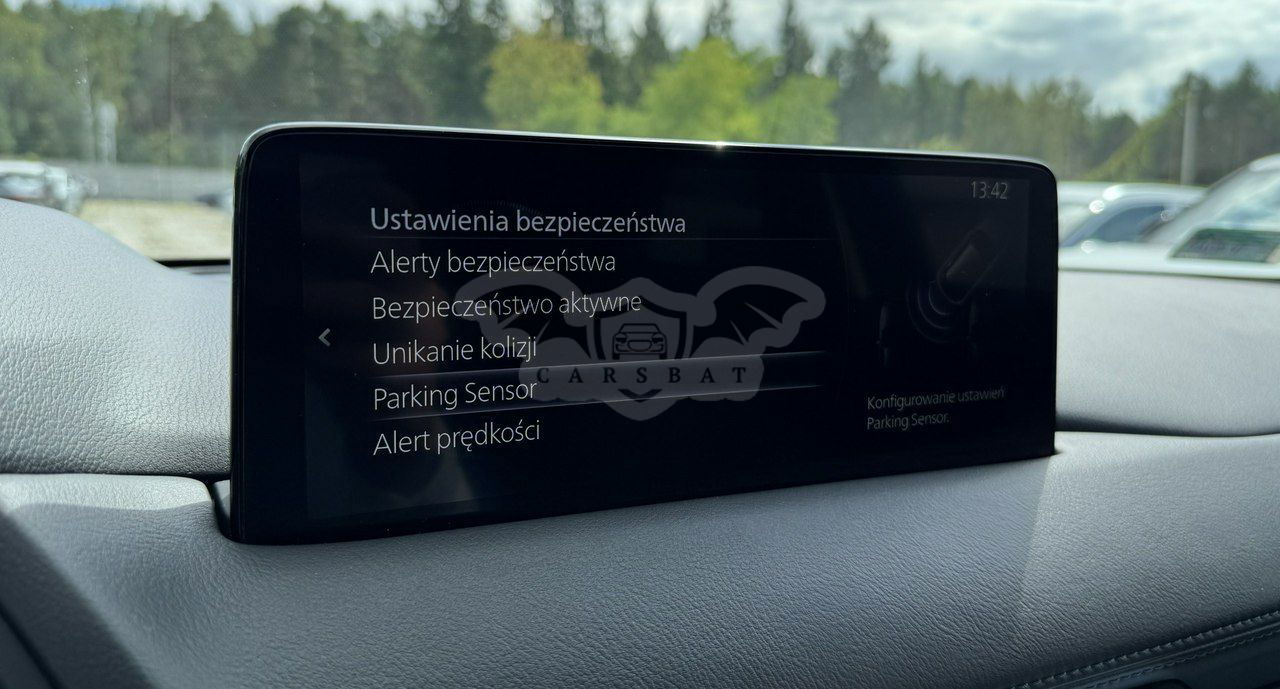 13:42
Ustawienia bezpieczeństwa
Alerty bezpieczeństwa
Bezpieczeństwo aktywne
Unikanie kolizji
CARSBAT
Parking Sensor
Alert prędkości
Konfigurowanie ustawień
Parking Sensor.